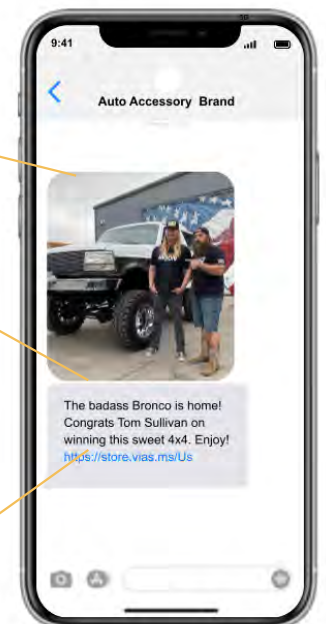 9:41
Auto Accessory Brand
The badass Bronco is home!
Congrats Tom Sullivan on
winning this sweet 4x4. Enjoy!
https://store.vias.ms/Us